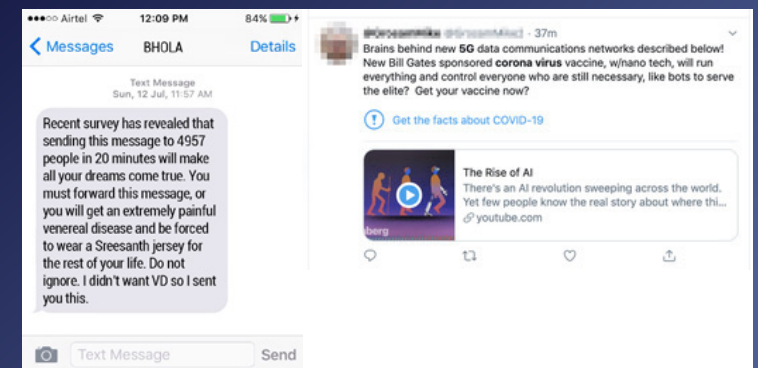 Airtel 12:09 PM 84%
Messages BHOLA Details
Text Message
Sun, 12 Jul, 11:57 AM
Recent survey has revealed that
sending this message to 4957
people in 20 minutes will make
all your dreams come true. You
must forward this message, or
you will get an extremely painful
venereal disease and be forced
to wear a Sreesanth jersey for
the rest of your life. Do not
ignore. I didn't want VD so I sent
you this.
Text Message Send
· 37m
Brains behind new 5G data communications networks described below!
New Bill Gates sponsored corona virus vaccine, w/nano tech, will run
everything and control everyone who are still necessary, like bots to serve
the elite? Get your vaccine now?
Get the facts about COVID-19
berg
The Rise of AI
There's an AI revolution sweeping across the world.
Yet few people know the real story about where thi...
youtube.com